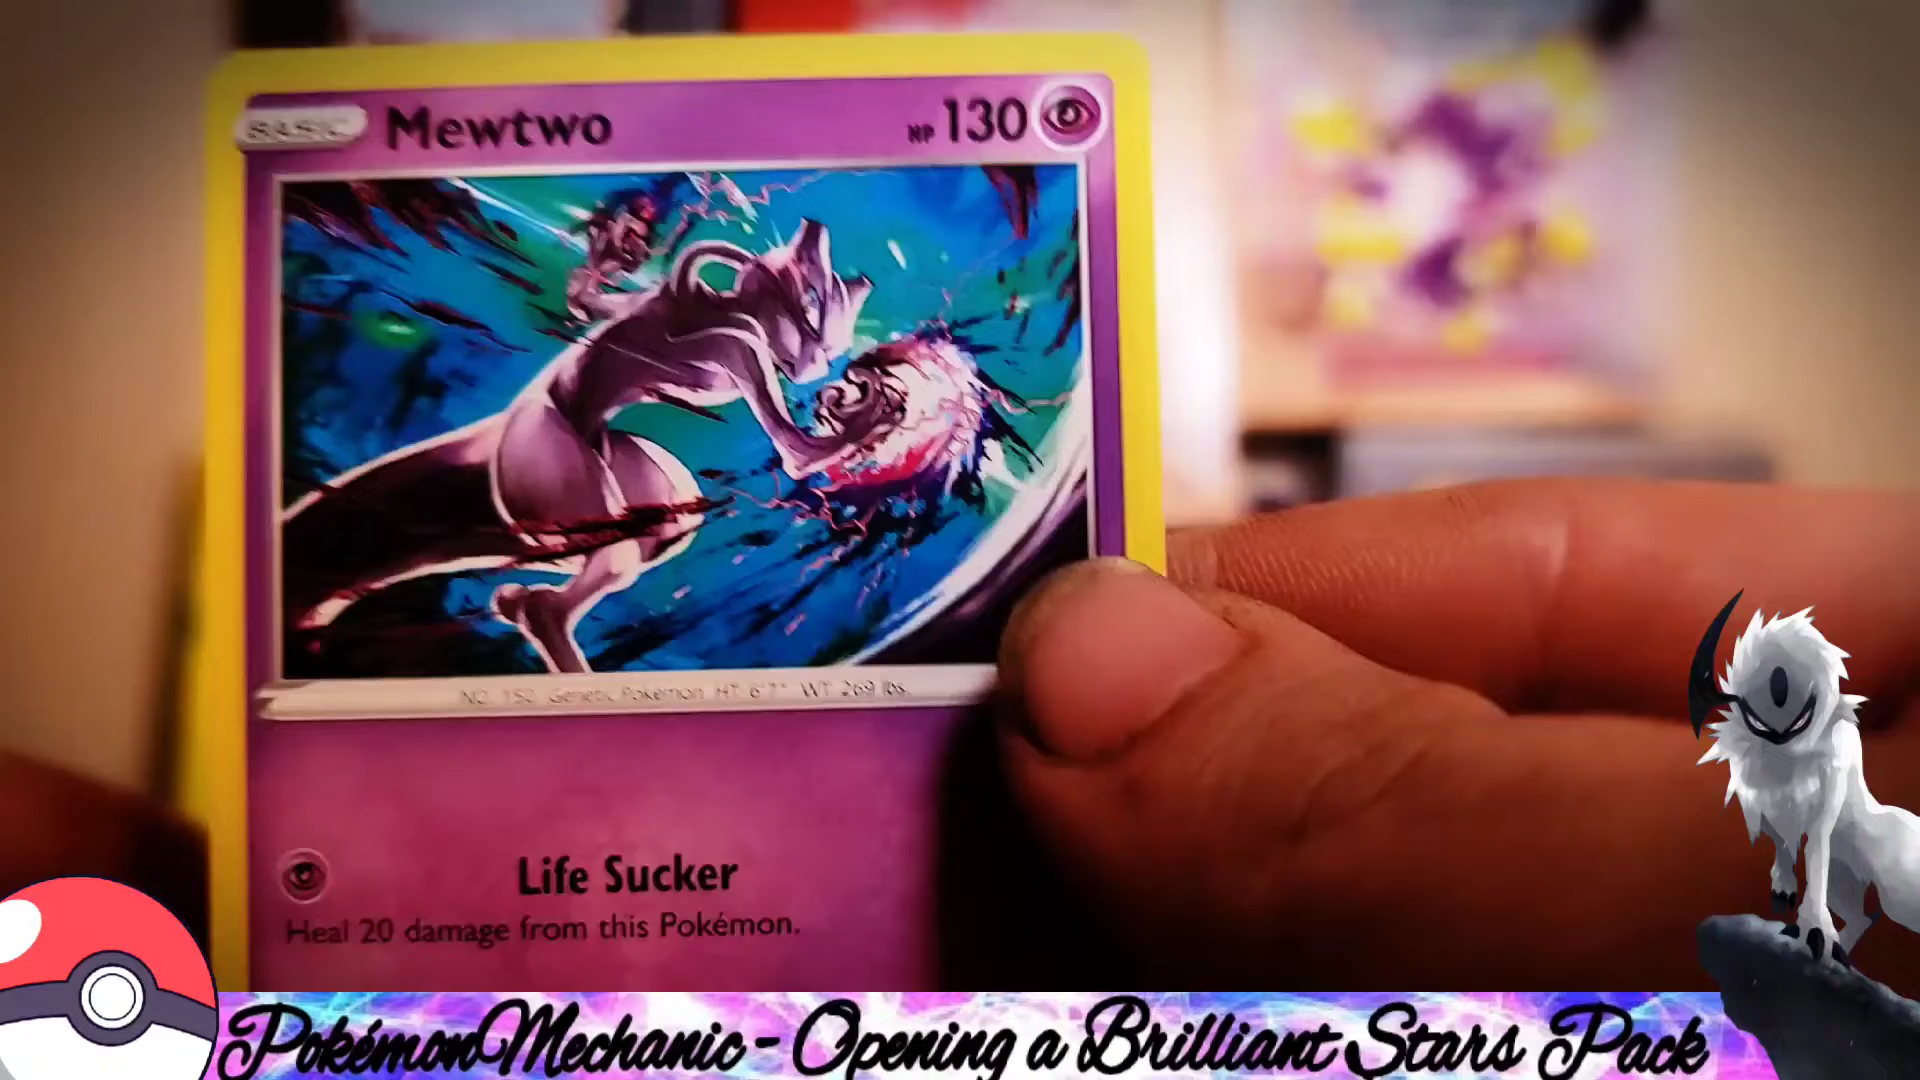 BASIC Mewtwo HP 130
NO. 150 Genetic Pokémon HT: 6'7" WT: 269 lbs.
Life Sucker
Heal 20 damage from this Pokémon.
PokémonMechanic - Opening a Brilliant Stars Pack